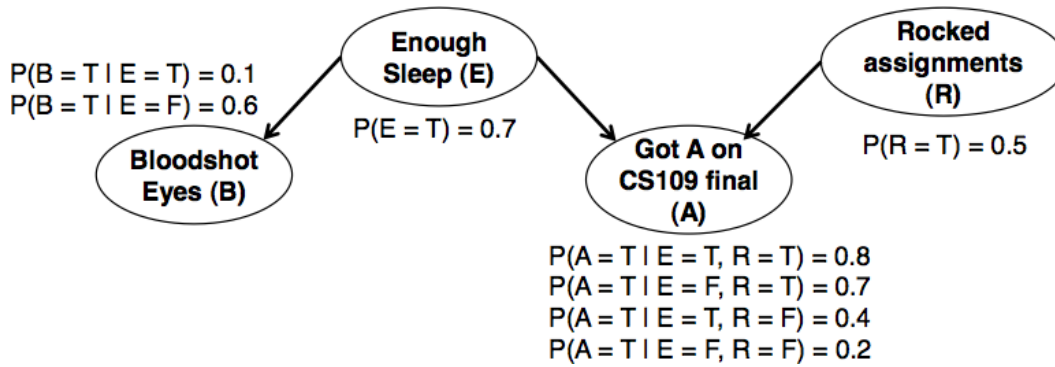 P(B = T | E = T) = 0.1
P(B = T | E = F) = 0.6
Enough
Sleep (E)
P(E = T) = 0.7
Rocked
assignments
(R)
P(R = T) = 0.5
Bloodshot
Eyes (B)
Got A on
CS109 final
(A)
P(A = T | E = T, R = T) = 0.8
P(A = T | E = F, R = T) = 0.7
P(A = T | E = T, R = F) = 0.4
P(A = T | E = F, R = F) = 0.2